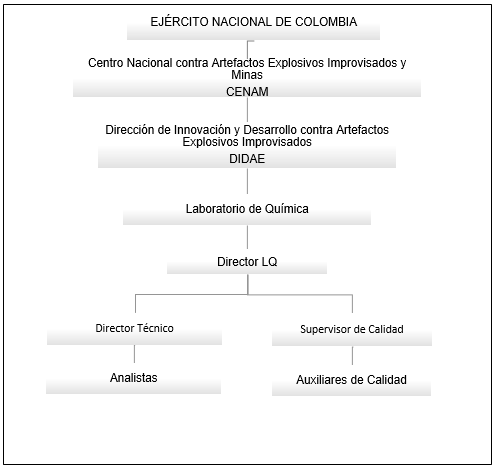 EJÉRCITO NACIONAL DE COLOMBIA
Centro Nacional contra Artefactos Explosivos Improvisados y
Minas
CENAM
Dirección de Innovación y Desarrollo contra Artefactos
Explosivos Improvisados
DIDAE
Laboratorio de Química
Director LQ
Director Técnico
Supervisor de Calidad
Analistas
Auxiliares de Calidad